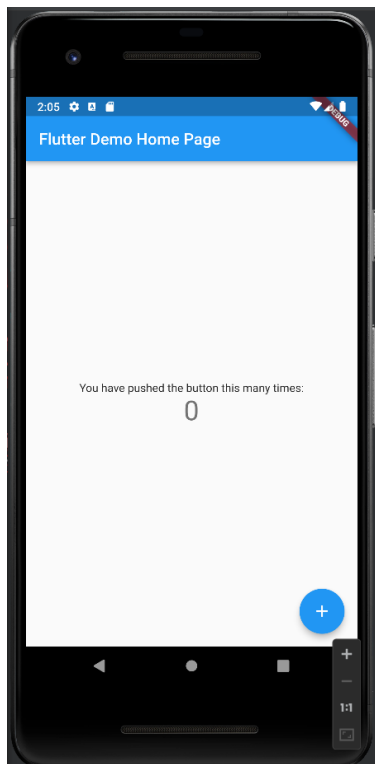 2:05
DEBUG
Flutter Demo Home Page
You have pushed the button this many times:
0
+
+
−
1:1